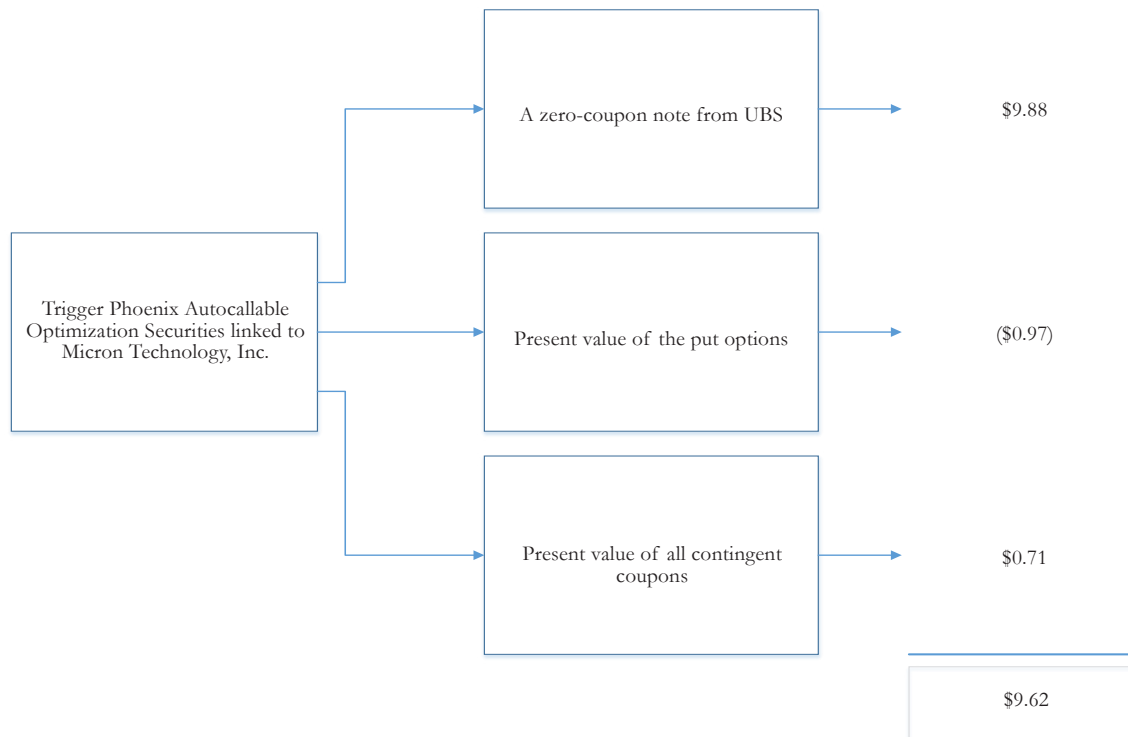 A zero-coupon note from UBS
$9.88
Trigger Phoenix Autocallable
Optimization Securities linked to
Micron Technology, Inc.
Present value of the put options
($0.97)
Present value of all contingent
coupons
$0.71
$9.62